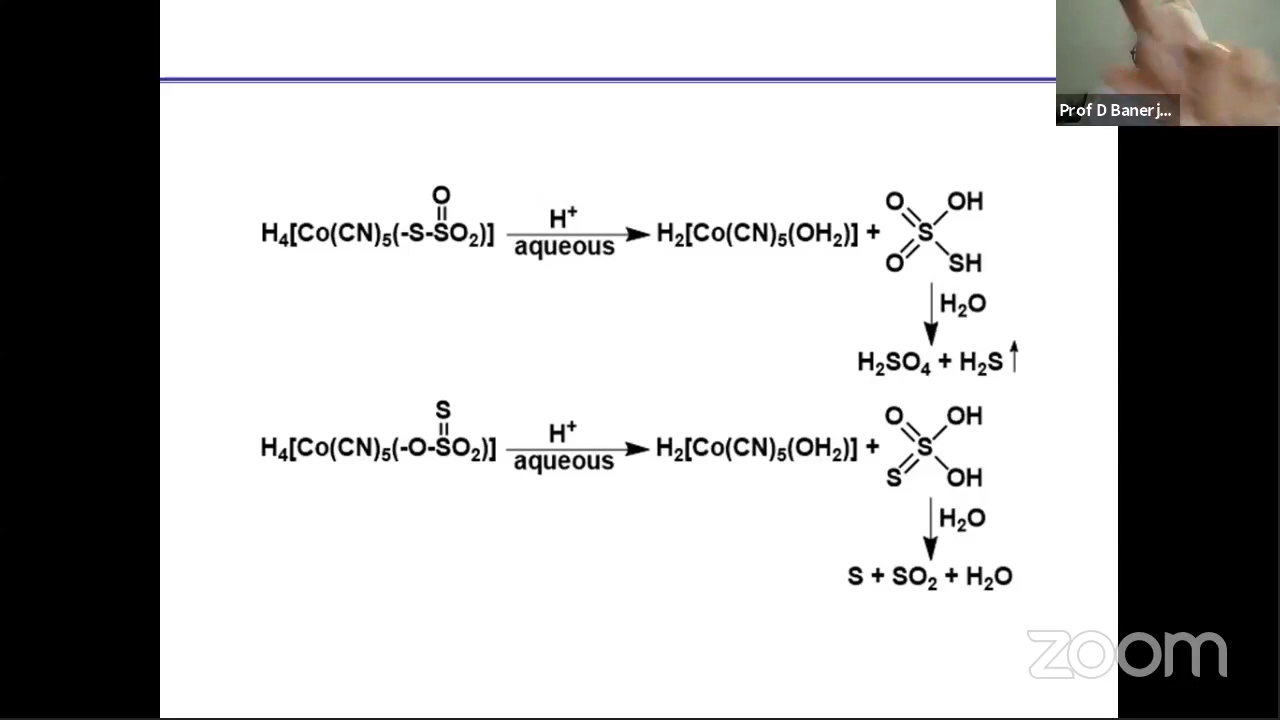 Prof D Banerj...
O
H₄[Co(CN)₅(-S-SO₂)] H⁺ aqueous H₂[Co(CN)₅(OH₂)] + O OH S O SH
H₂O
H₂SO₄ + H₂S↑
S
H₄[Co(CN)₅(-O-SO₂)] H⁺ aqueous H₂[Co(CN)₅(OH₂)] + O OH S S OH
H₂O
S + SO₂ + H₂O
zoom